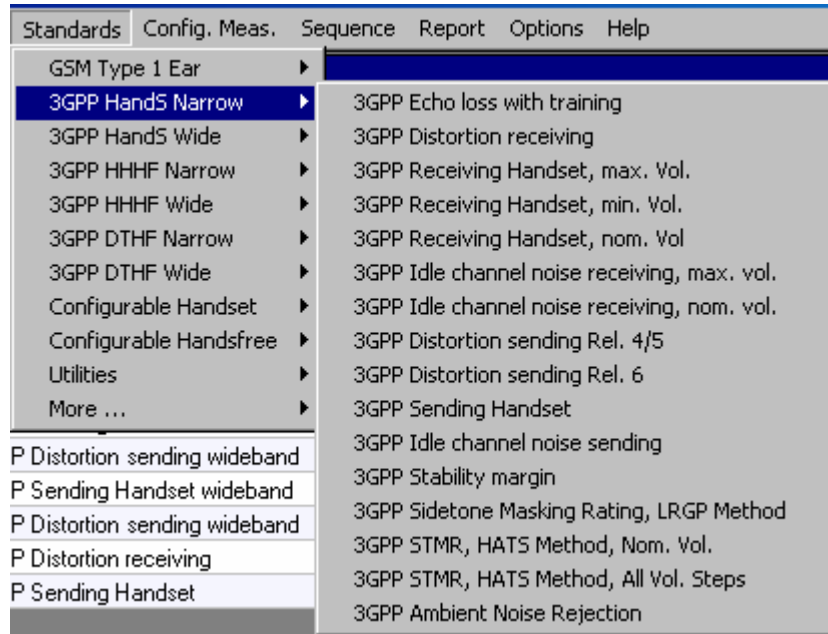 Standards Config. Meas. Sequence Report Options Help
GSM Type 1 Ear
3GPP HandS Narrow
3GPP HandS Wide
3GPP HHHF Narrow
3GPP HHHF Wide
3GPP DTHF Narrow
3GPP DTHF Wide
Configurable Handset
Configurable Handsfree
Utilities
More ...
P Distortion sending wideband
P Sending Handset wideband
P Distortion sending wideband
P Distortion receiving
P Sending Handset
3GPP Echo loss with training
3GPP Distortion receiving
3GPP Receiving Handset, max. Vol.
3GPP Receiving Handset, min. Vol.
3GPP Receiving Handset, nom. Vol
3GPP Idle channel noise receiving, max. vol.
3GPP Idle channel noise receiving, nom. vol.
3GPP Distortion sending Rel. 4/5
3GPP Distortion sending Rel. 6
3GPP Sending Handset
3GPP Idle channel noise sending
3GPP Stability margin
3GPP Sidetone Masking Rating, LRGP Method
3GPP STMR, HATS Method, Nom. Vol.
3GPP STMR, HATS Method, All Vol. Steps
3GPP Ambient Noise Rejection